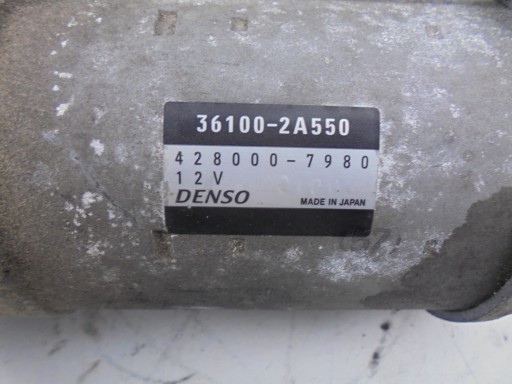 36100-2A550
428000-7980
12V
DENSO MADE IN JAPAN